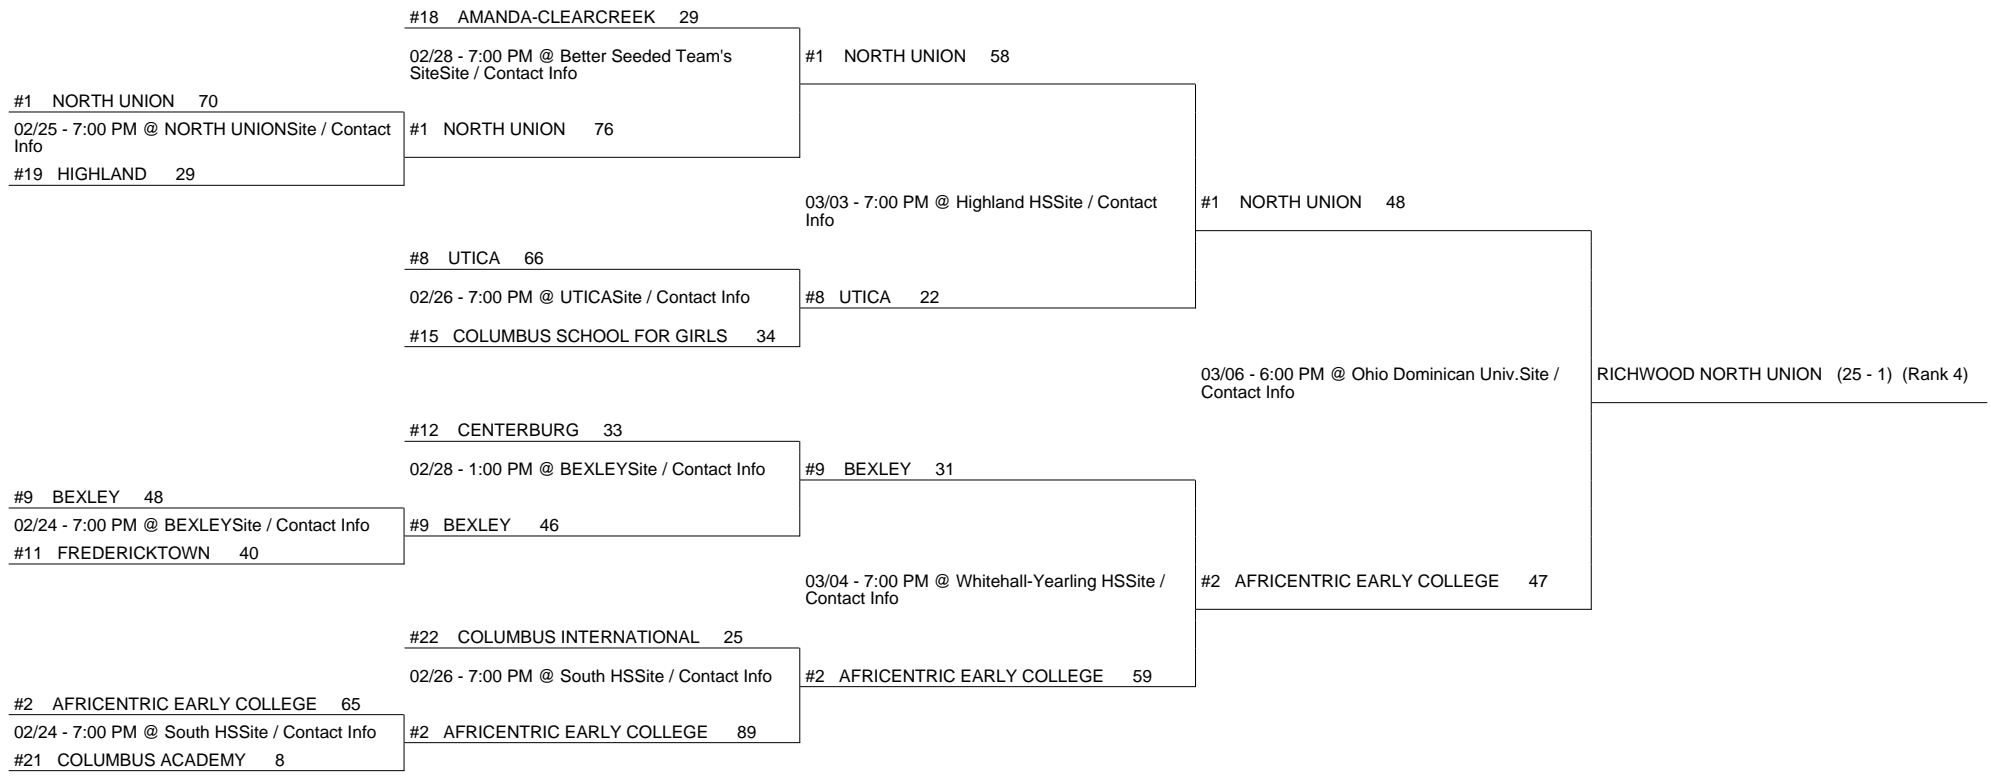 #18 AMANDA-CLEARCREEK 29
02/28 - 7:00 PM @ Better Seeded Team's
SiteSite / Contact Info
#1 NORTH UNION 58
#1 NORTH UNION 70
02/25 - 7:00 PM @ NORTH UNIONSite / Contact
Info
#1 NORTH UNION 76
#19 HIGHLAND 29
03/03 - 7:00 PM @ Highland HSSite / Contact
Info
#1 NORTH UNION 48
#8 UTICA 66
02/26 - 7:00 PM @ UTICASite / Contact Info
#8 UTICA 22
#15 COLUMBUS SCHOOL FOR GIRLS 34
03/06 - 6:00 PM @ Ohio Dominican Univ.Site /
Contact Info
RICHWOOD NORTH UNION (25 - 1) (Rank 4)
#12 CENTERBURG 33
02/28 - 1:00 PM @ BEXLEYSite / Contact Info
#9 BEXLEY 31
#9 BEXLEY 48
02/24 - 7:00 PM @ BEXLEYSite / Contact Info
#9 BEXLEY 46
#11 FREDERICKTOWN 40
03/04 - 7:00 PM @ Whitehall-Yearling HSSite /
Contact Info
#2 AFRICENTRIC EARLY COLLEGE 47
#22 COLUMBUS INTERNATIONAL 25
02/26 - 7:00 PM @ South HSSite / Contact Info
#2 AFRICENTRIC EARLY COLLEGE 59
#2 AFRICENTRIC EARLY COLLEGE 65
02/24 - 7:00 PM @ South HSSite / Contact Info
#2 AFRICENTRIC EARLY COLLEGE 89
#21 COLUMBUS ACADEMY 8